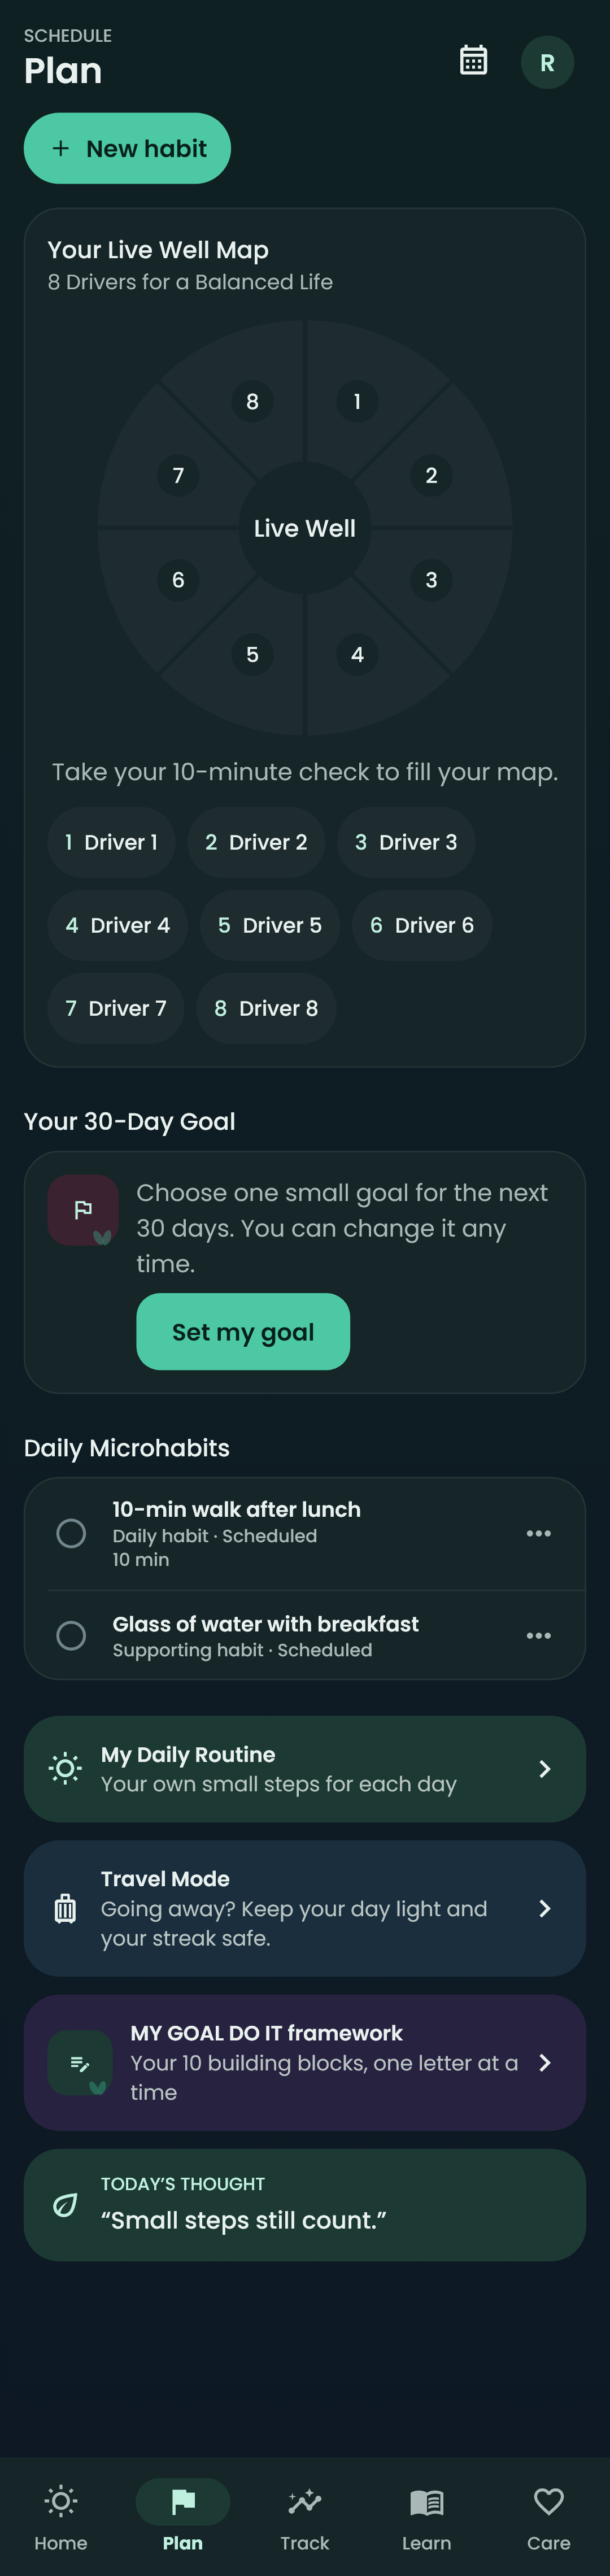 SCHEDULE
Plan
R
+ New habit
Your Live Well Map
8 Drivers for a Balanced Life
8
1
7
2
Live Well
6
3
5
4
Take your 10-minute check to fill your map.
1 Driver 1
2 Driver 2
3 Driver 3
4 Driver 4
5 Driver 5
6 Driver 6
7 Driver 7
8 Driver 8
Your 30-Day Goal
Choose one small goal for the next
30 days. You can change it any
time.
Set my goal
Daily Microhabits
10-min walk after lunch
Daily habit · Scheduled
10 min
Glass of water with breakfast
Supporting habit · Scheduled
My Daily Routine
Your own small steps for each day
Travel Mode
Going away? Keep your day light and
your streak safe.
MY GOAL DO IT framework
Your 10 building blocks, one letter at a
time
TODAY’S THOUGHT
“Small steps still count.”
Home
Plan
Track
Learn
Care